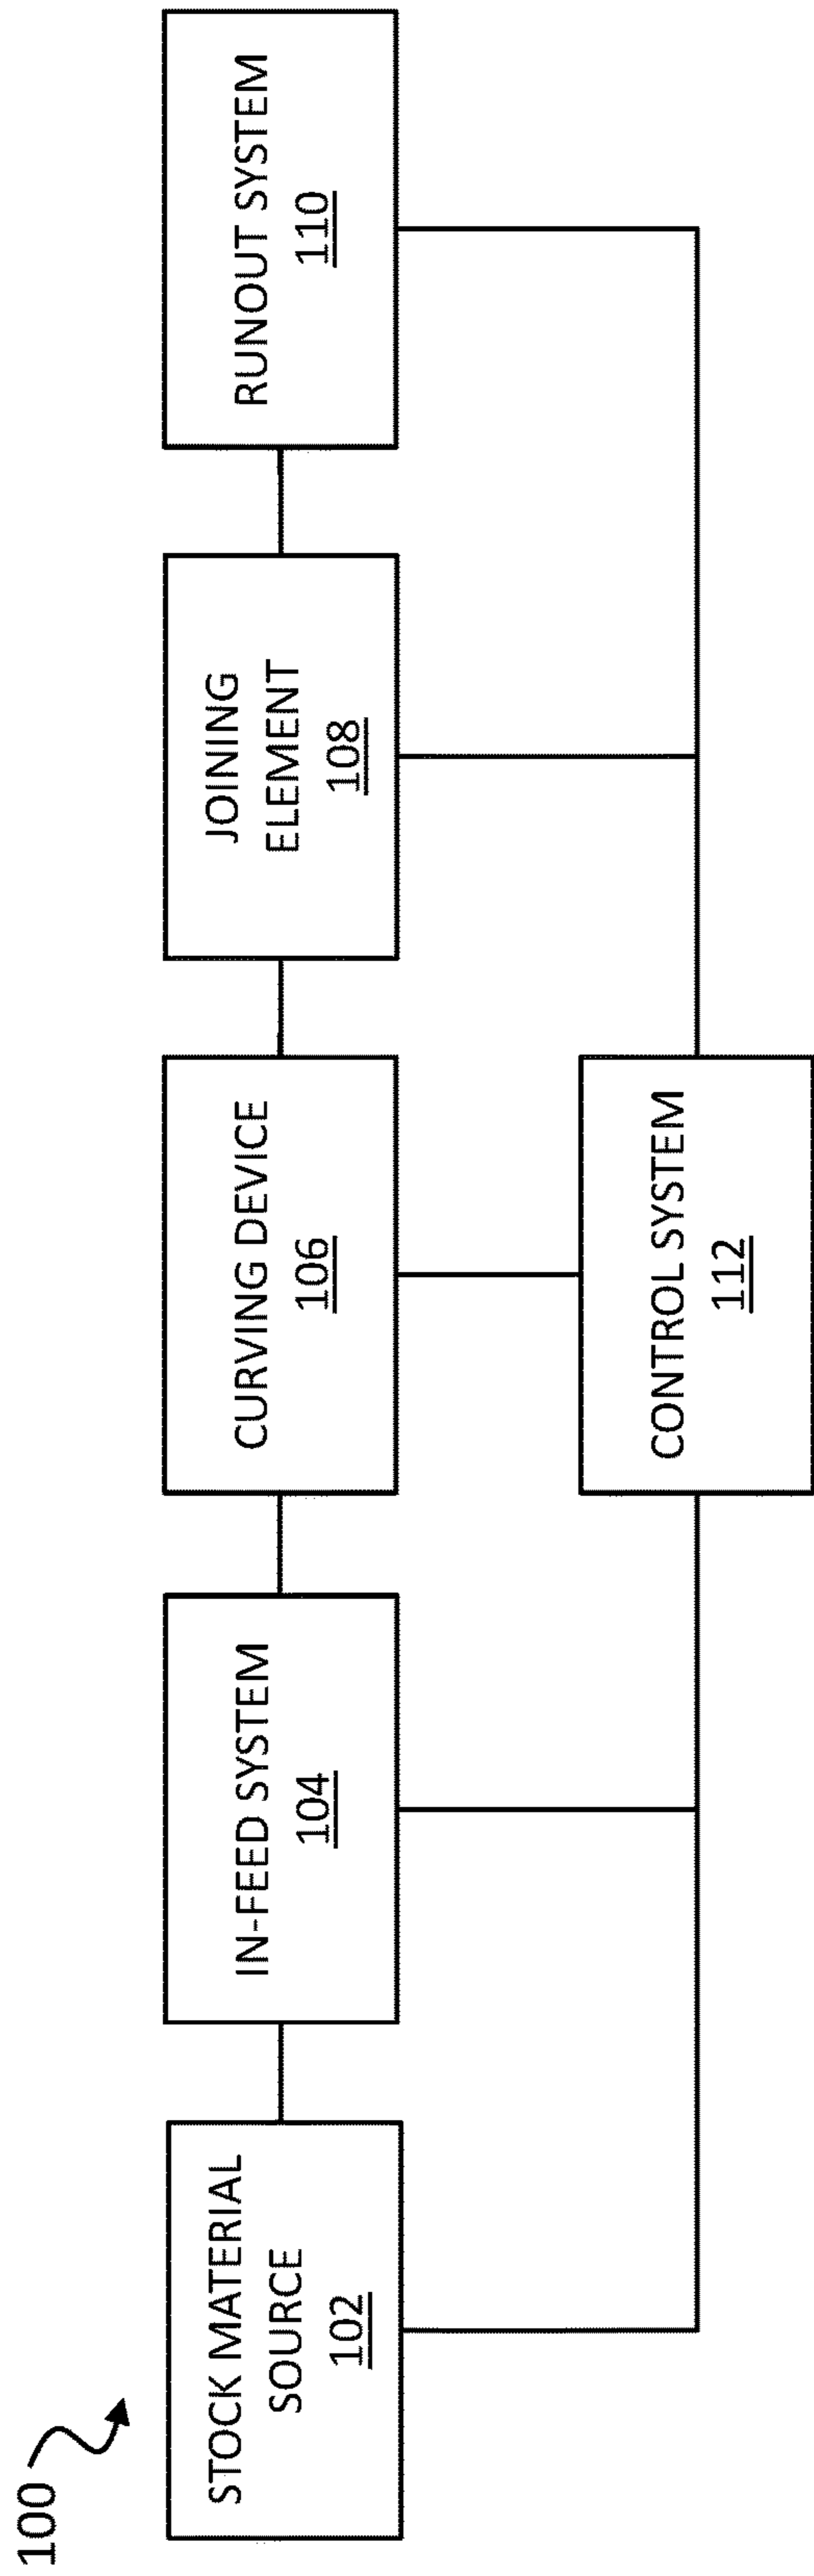 100
STOCK MATERIAL
SOURCE
102
IN-FEED SYSTEM
104
CURVING DEVICE
106
JOINING
ELEMENT
108
RUNOUT SYSTEM
110
CONTROL SYSTEM
112